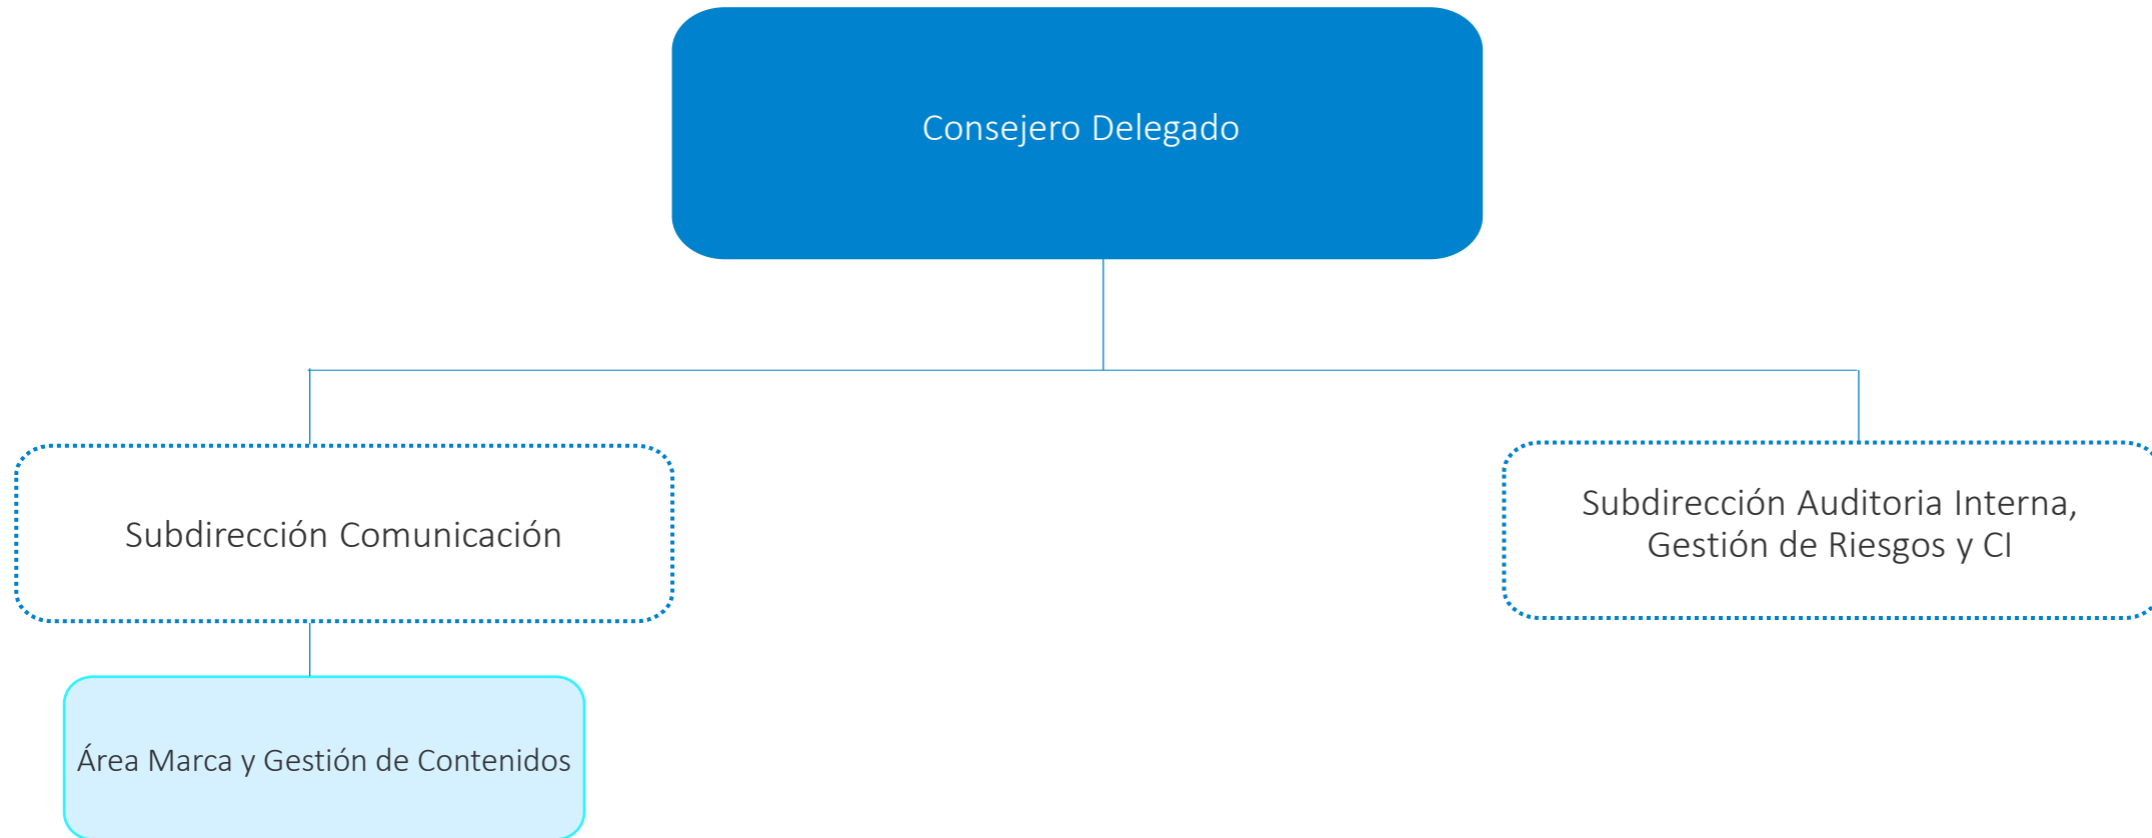 Consejero Delegado
Subdirección Comunicación
Subdirección Auditoria Interna,
Gestión de Riesgos y CI
Área Marca y Gestión de Contenidos